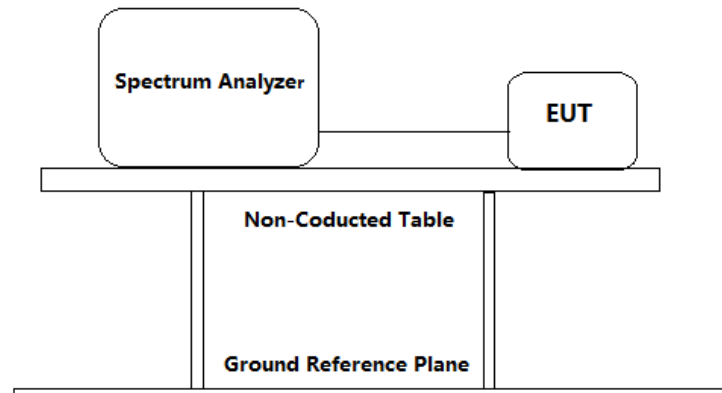 Spectrum Analyzer
EUT
Non-Coducted Table
Ground Reference Plane